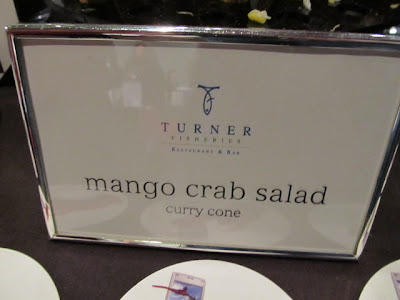 TURNER
FISHERIES
RESTAURANT & BAR
mango crab salad
curry cone